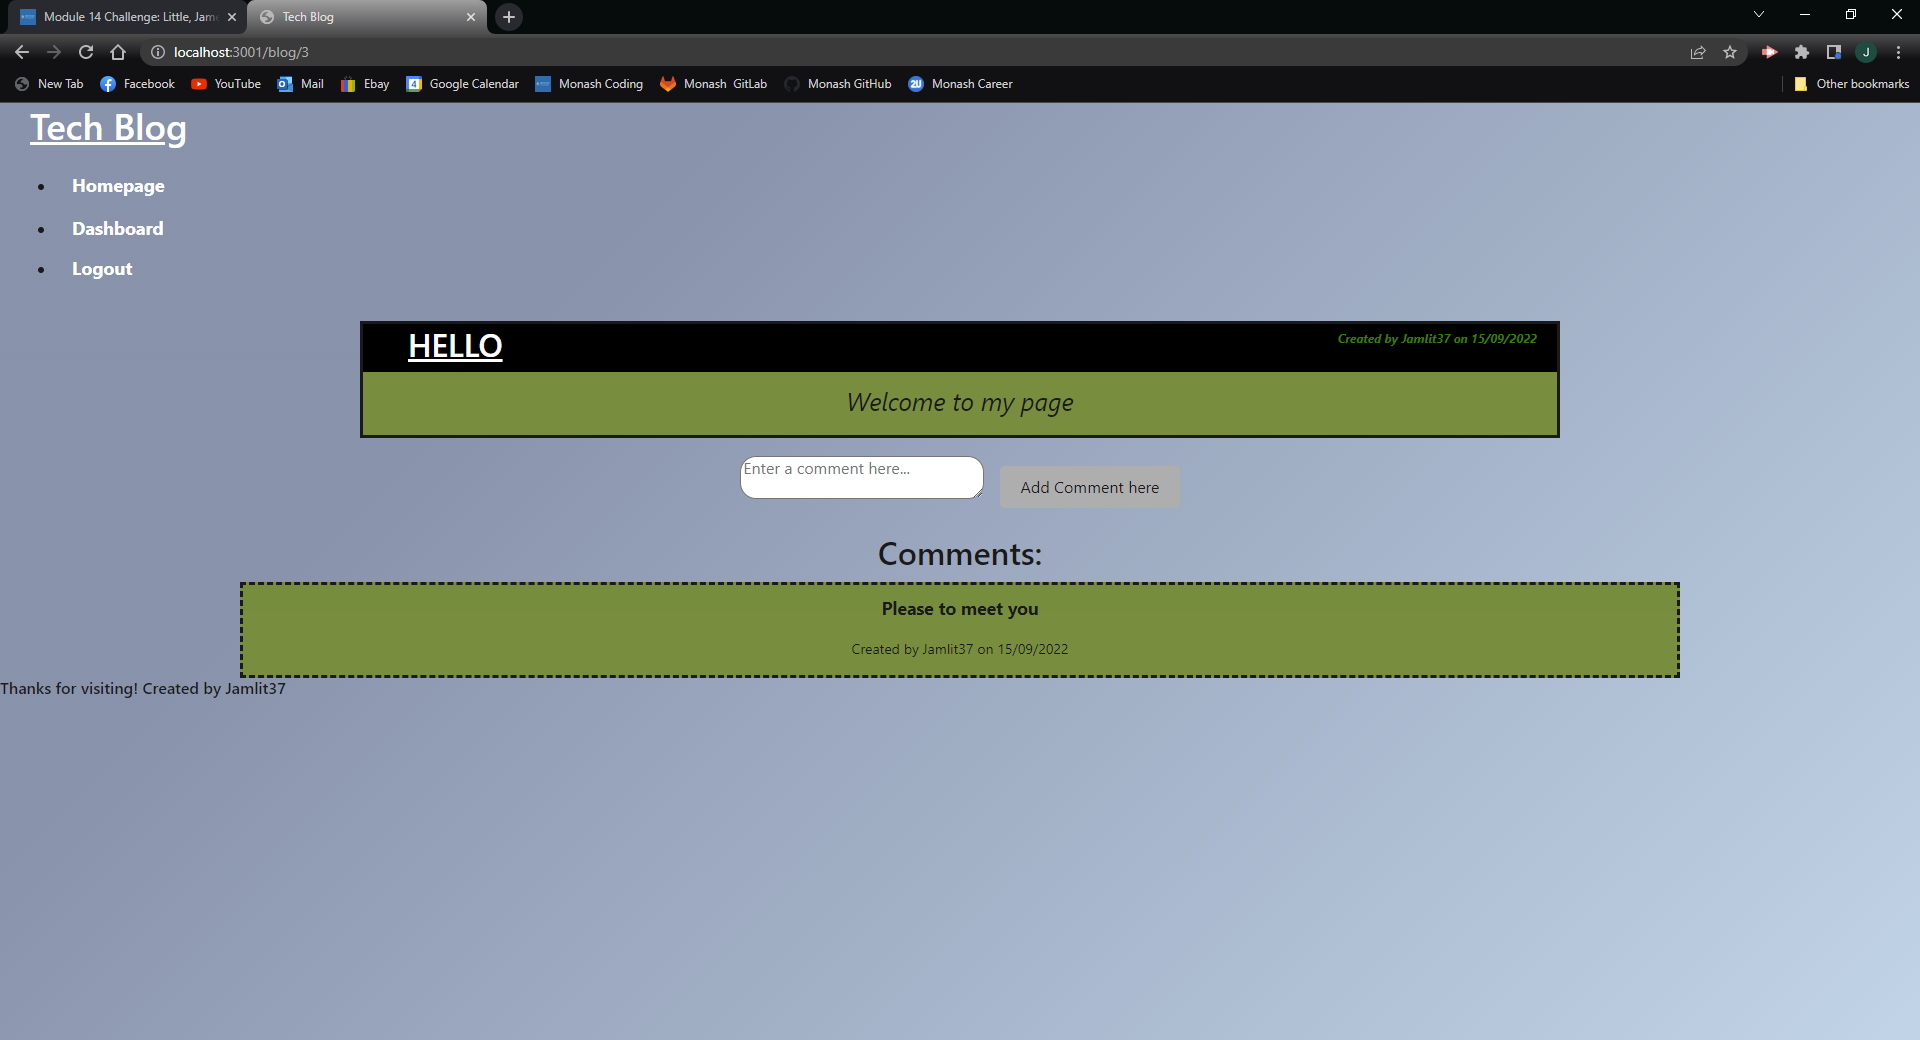 Module 14 Challenge: Little, Jame
Tech Blog
localhost:3001/blog/3
J
New Tab
Facebook
YouTube
Mail
Ebay
4
Google Calendar
Monash Coding
Monash GitLab
Monash GitHub
2U
Monash Career
Other bookmarks
Tech Blog
Homepage
Dashboard
Logout
HELLO
Created by Jamlit37 on 15/09/2022
Welcome to my page
Enter a comment here...
Add Comment here
Comments:
Please to meet you
Created by Jamlit37 on 15/09/2022
Thanks for visiting! Created by Jamlit37